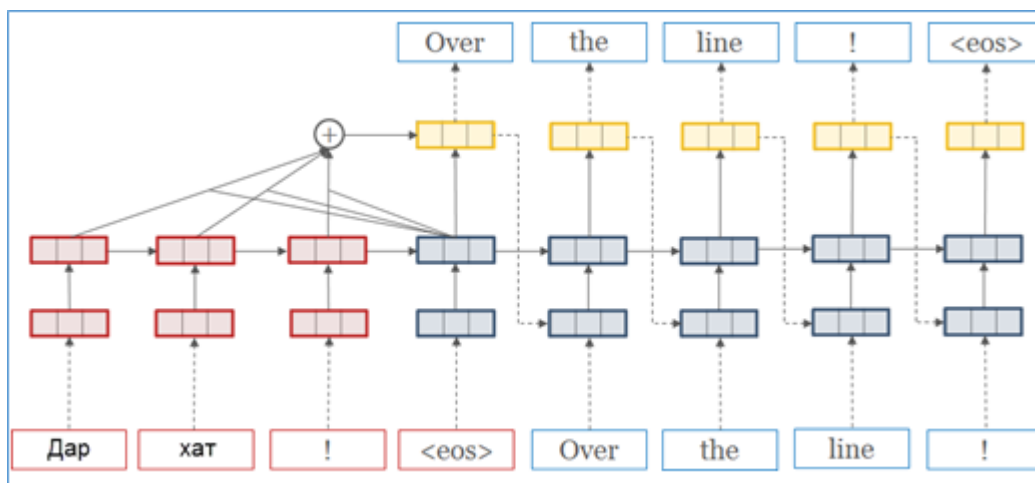 Over the line ! <eos>
+
Дар хат ! <eos> Over the line !